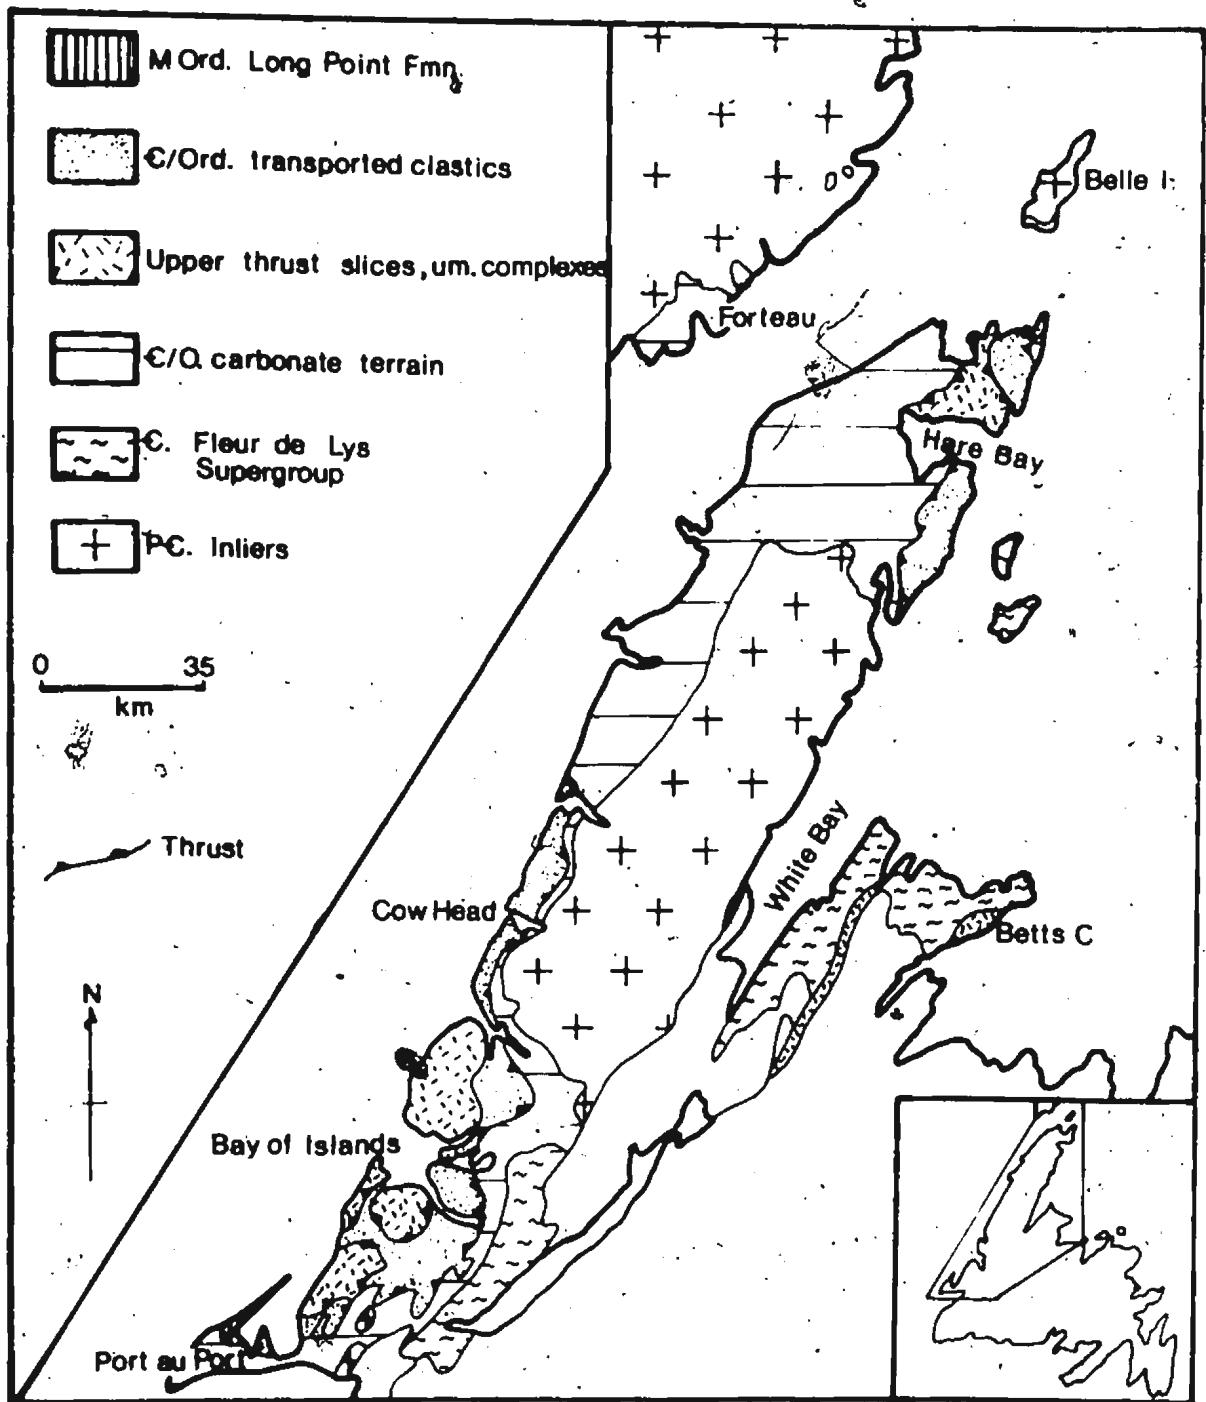 M Ord. Long Point Fmn.
Є/Ord. transported clastics
Upper thrust slices, um. complexes
Є/O. carbonate terrain
Є. Fleur de Lys
Supergroup
PЄ. Inliers
0 35
km
Thrust
N
Belle I.
Forteau
Hare Bay
White Bay
Cow Head
Betts C
Bay of Islands
Port au Port